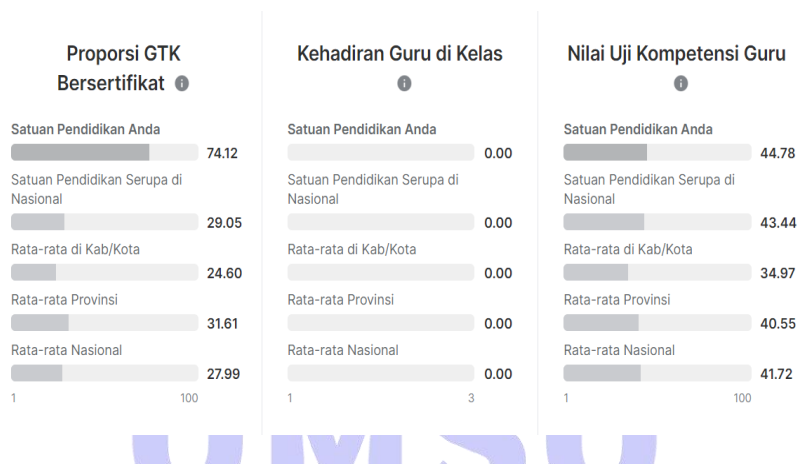 Proporsi GTK
Bersertifikat
Satuan Pendidikan Anda
74.12
Satuan Pendidikan Serupa di
Nasional
29.05
Rata-rata di Kab/Kota
24.60
Rata-rata Provinsi
31.61
Rata-rata Nasional
27.99
1 100
Kehadiran Guru di Kelas
Satuan Pendidikan Anda
0.00
Satuan Pendidikan Serupa di
Nasional
0.00
Rata-rata di Kab/Kota
0.00
Rata-rata Provinsi
0.00
Rata-rata Nasional
0.00
1 3
Nilai Uji Kompetensi Guru
Satuan Pendidikan Anda
44.78
Satuan Pendidikan Serupa di
Nasional
43.44
Rata-rata di Kab/Kota
34.97
Rata-rata Provinsi
40.55
Rata-rata Nasional
41.72
1 100